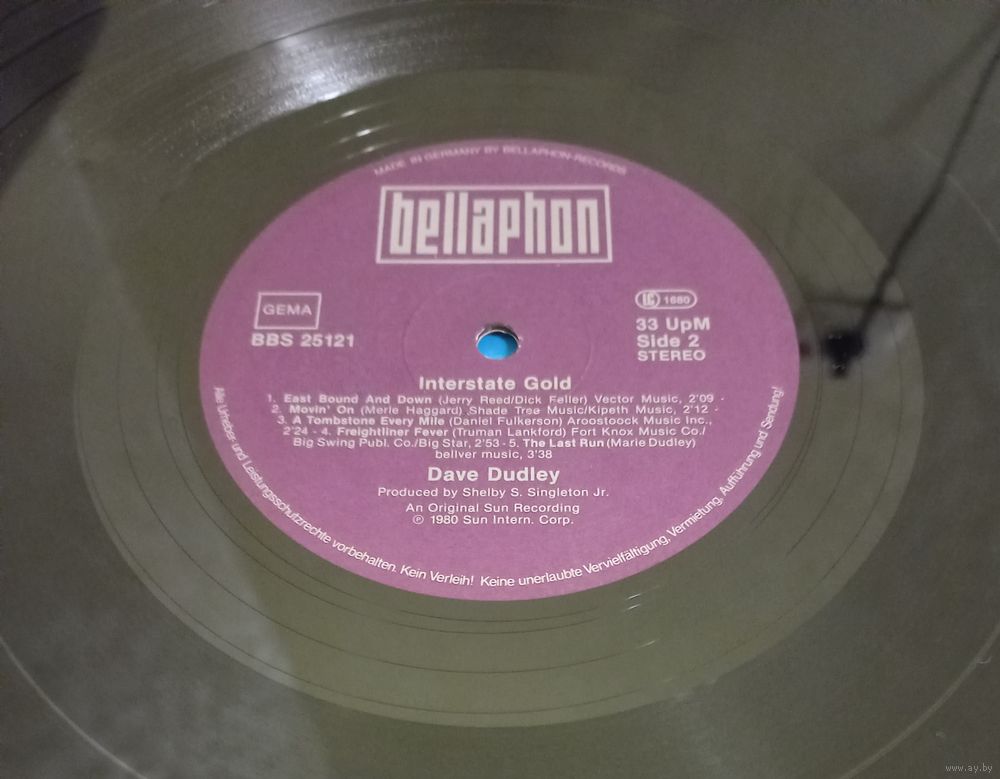 MADE IN GERMANY BY BELLAPHON-RECORDS
bellaphon
GEMA
BBS 25121
LC 1680
33 UpM
Side 2
STEREO
Interstate Gold
1. East Bound And Down (Jerry Reed/Dick Feller) Vector Music, 2'09 -
2. Movin' On (Merle Haggard) Shade Tree Music/Kipeth Music, 2'12 -
3. A Tombstone Every Mile (Daniel Fulkerson) Aroostoock Music Inc.,
2'24 - 4. Freightliner Fever (Truman Lankford) Fort Knox Music Co./
Big Swing Publ. Co./Big Star, 2'53 - 5. The Last Run (Marie Dudley)
bellver music, 3'38
Dave Dudley
Produced by Shelby S. Singleton Jr.
An Original Sun Recording
℗ 1980 Sun Intern. Corp.
Alle Urheber- und Leistungsschutzrechte vorbehalten. Kein Verleih! Keine unerlaubte Vervielfältigung, Vermietung, Aufführung und Sendung!
www.ay.by